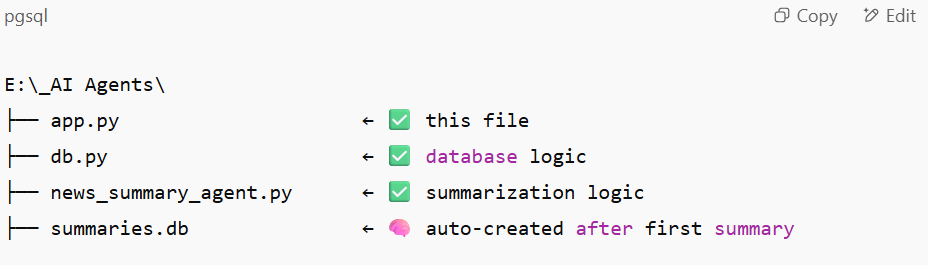 pgsql Copy Edit
E:\_AI Agents\
├── app.py ← ✅ this file
├── db.py ← ✅ database logic
├── news_summary_agent.py ← ✅ summarization logic
├── summaries.db ← 🧠 auto-created after first summary